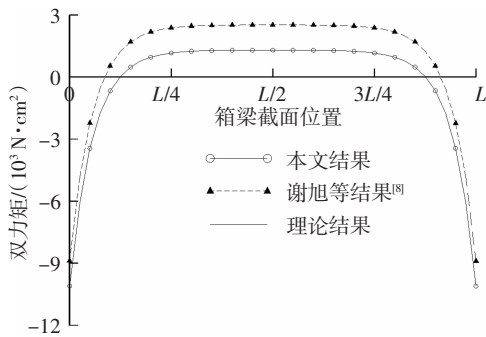 3
0
0
L/4
L/2
3L/4
L
箱梁截面位置
-3
本文结果
谢旭等结果[8]
理论结果
-6
-9
-12
双力矩/(10³ N·cm²)